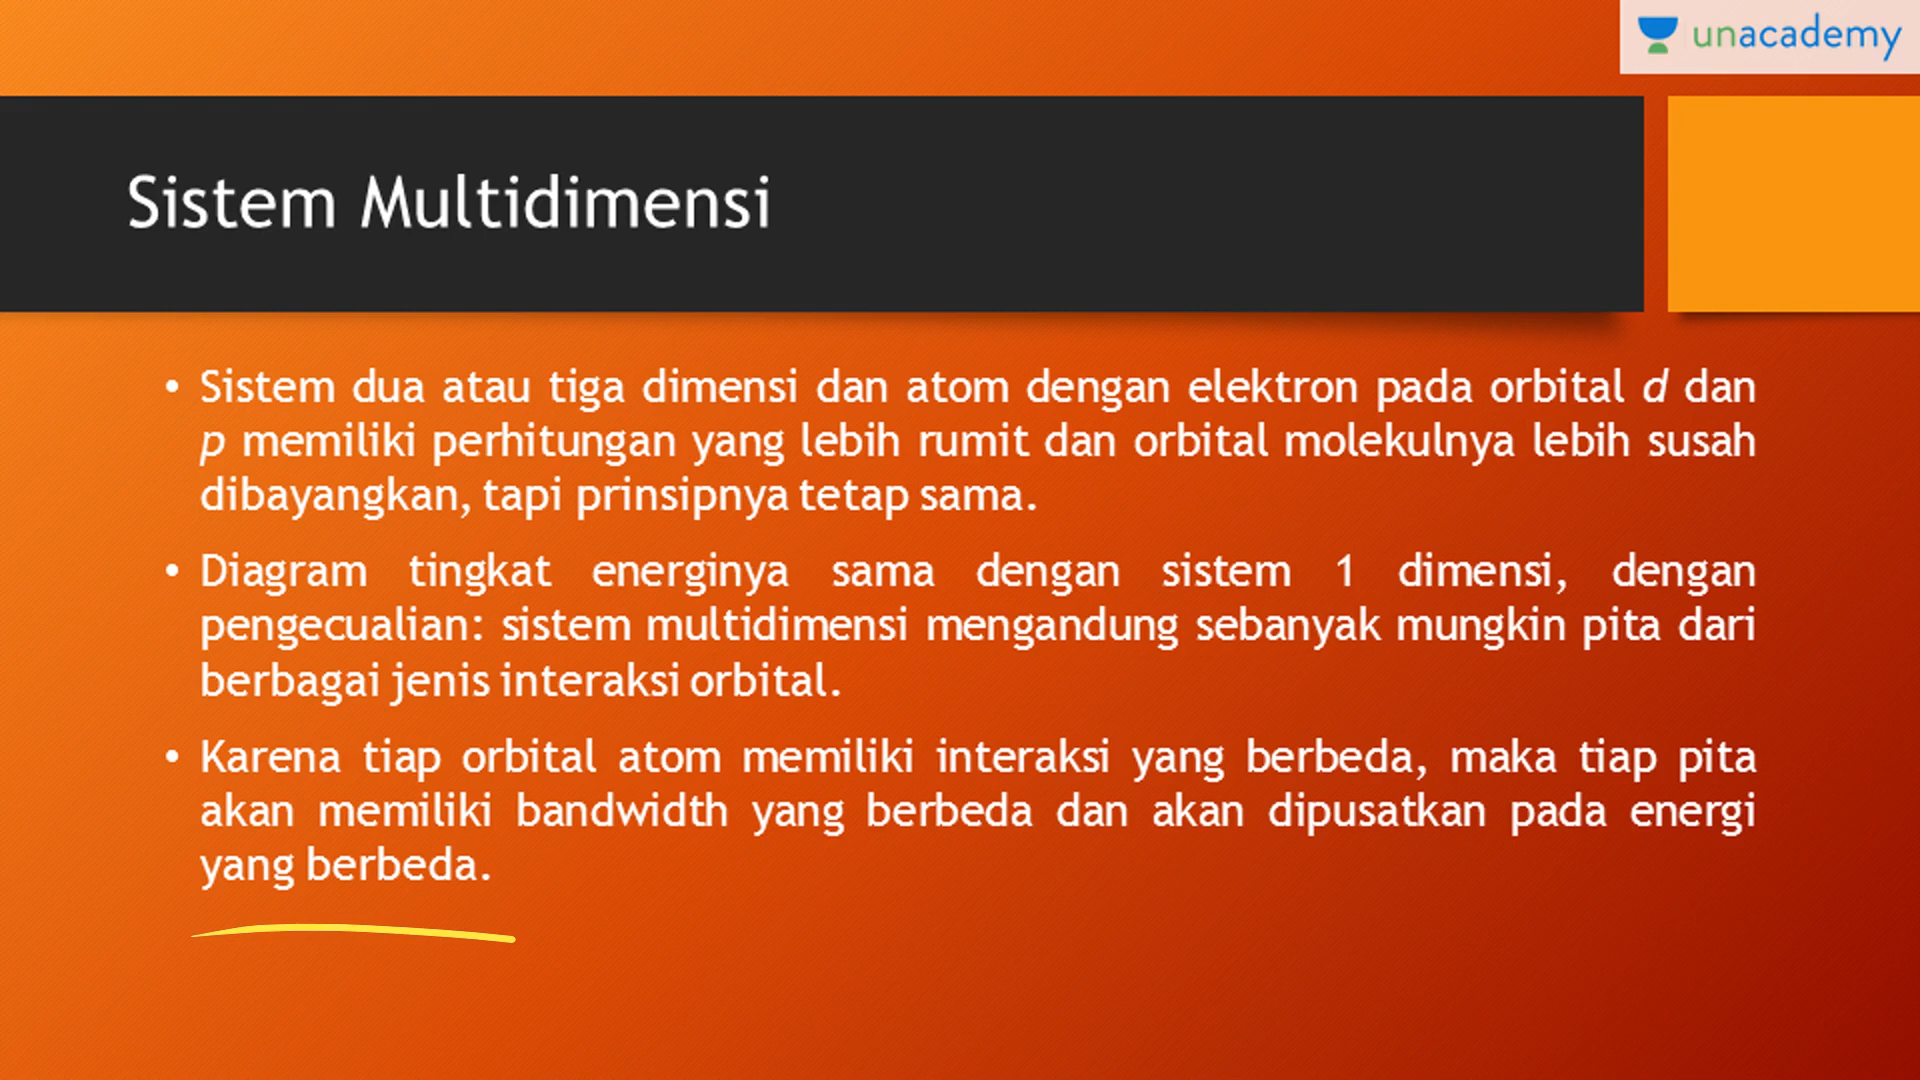 unacademy
Sistem Multidimensi
• Sistem dua atau tiga dimensi dan atom dengan elektron pada orbital d dan
p memiliki perhitungan yang lebih rumit dan orbital molekulnya lebih susah
dibayangkan, tapi prinsipnya tetap sama.
• Diagram tingkat energinya sama dengan sistem 1 dimensi, dengan
pengecualian: sistem multidimensi mengandung sebanyak mungkin pita dari
berbagai jenis interaksi orbital.
• Karena tiap orbital atom memiliki interaksi yang berbeda, maka tiap pita
akan memiliki bandwidth yang berbeda dan akan dipusatkan pada energi
yang berbeda.